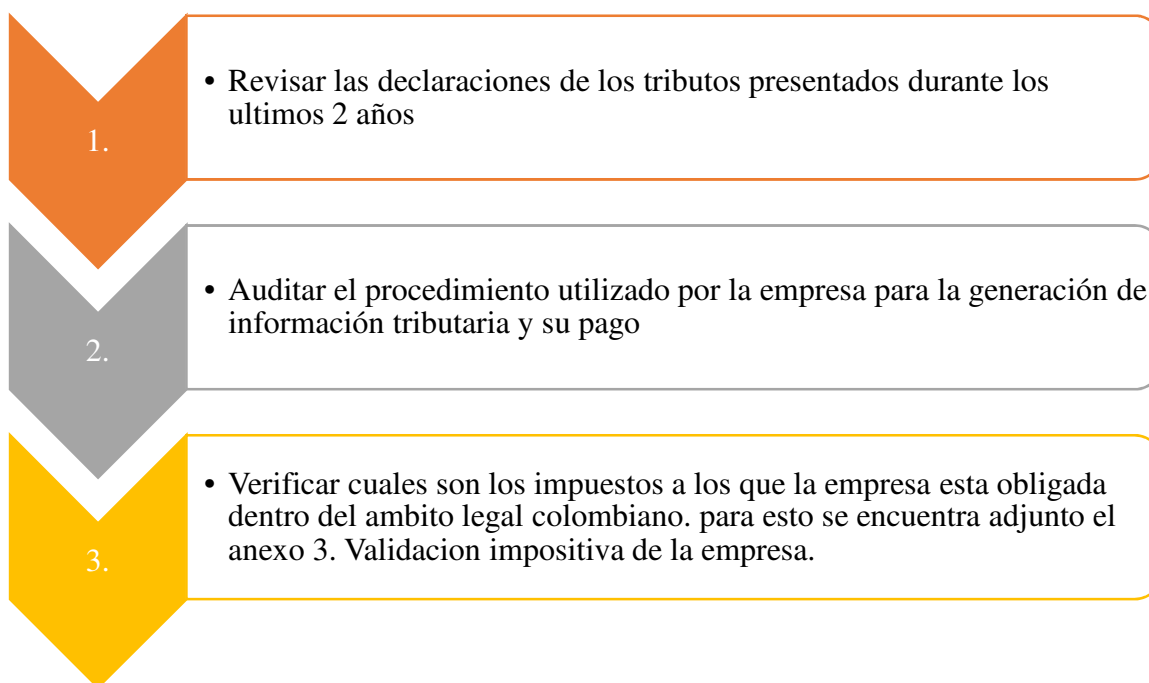 1.
• Revisar las declaraciones de los tributos presentados durante los
ultimos 2 años
2.
• Auditar el procedimiento utilizado por la empresa para la generación de
información tributaria y su pago
3.
• Verificar cuales son los impuestos a los que la empresa esta obligada
dentro del ambito legal colombiano. para esto se encuentra adjunto el
anexo 3. Validacion impositiva de la empresa.